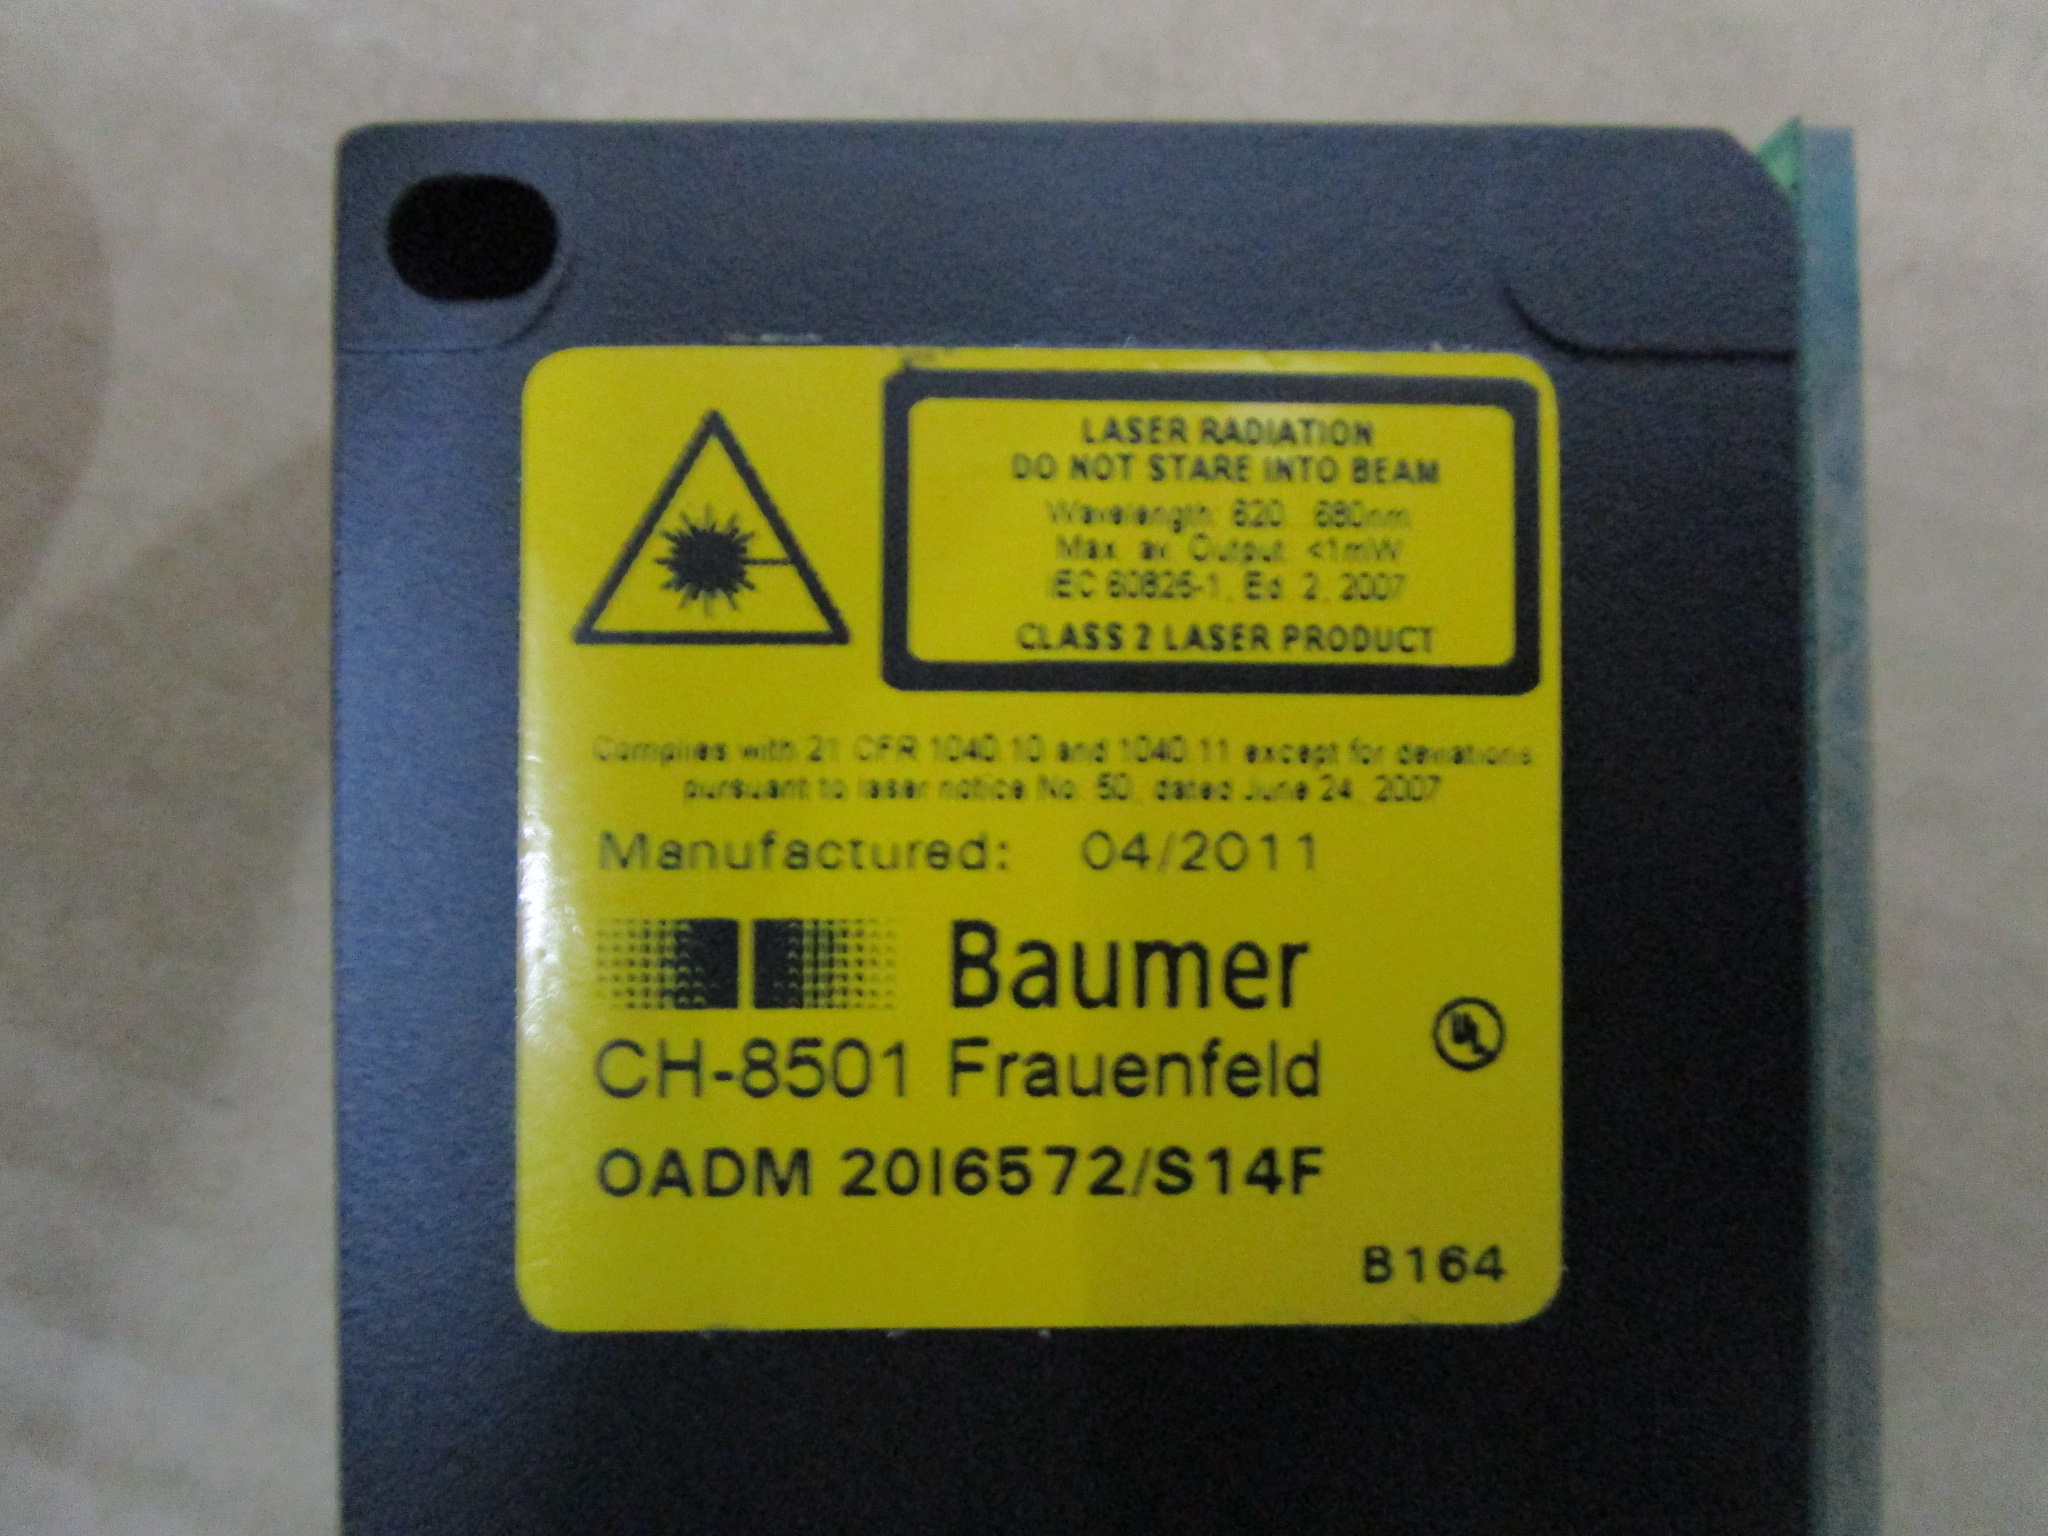 LASER RADIATION
DO NOT STARE INTO BEAM
Wavelength: 620...680nm
Max. av. Output: <1mW
IEC 60825-1, Ed. 2, 2007
CLASS 2 LASER PRODUCT
Complies with 21 CFR 1040.10 and 1040.11 except for deviations
pursuant to laser notice No. 50, dated June 24, 2007
Manufactured: 04/2011
Baumer
CH-8501 Frauenfeld
UL
OADM 20I6572/S14F
B164